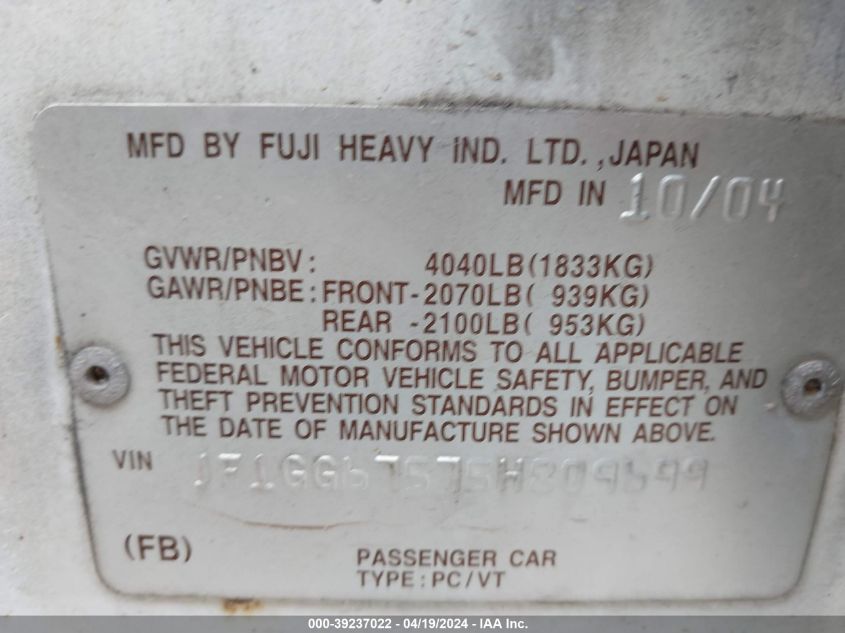 MFD BY FUJI HEAVY IND. LTD., JAPAN
MFD IN 10/04
GVWR/PNBV: 4040LB(1833KG)
GAWR/PNBE: FRONT-2070LB( 939KG)
REAR -2100LB( 953KG)
THIS VEHICLE CONFORMS TO ALL APPLICABLE
FEDERAL MOTOR VEHICLE SAFETY, BUMPER, AND
THEFT PREVENTION STANDARDS IN EFFECT ON
THE DATE OF MANUFACTURE SHOWN ABOVE.
VIN
(FB)
PASSENGER CAR
TYPE: PC/VT
000-39237022 - 04/19/2024 - IAA Inc.